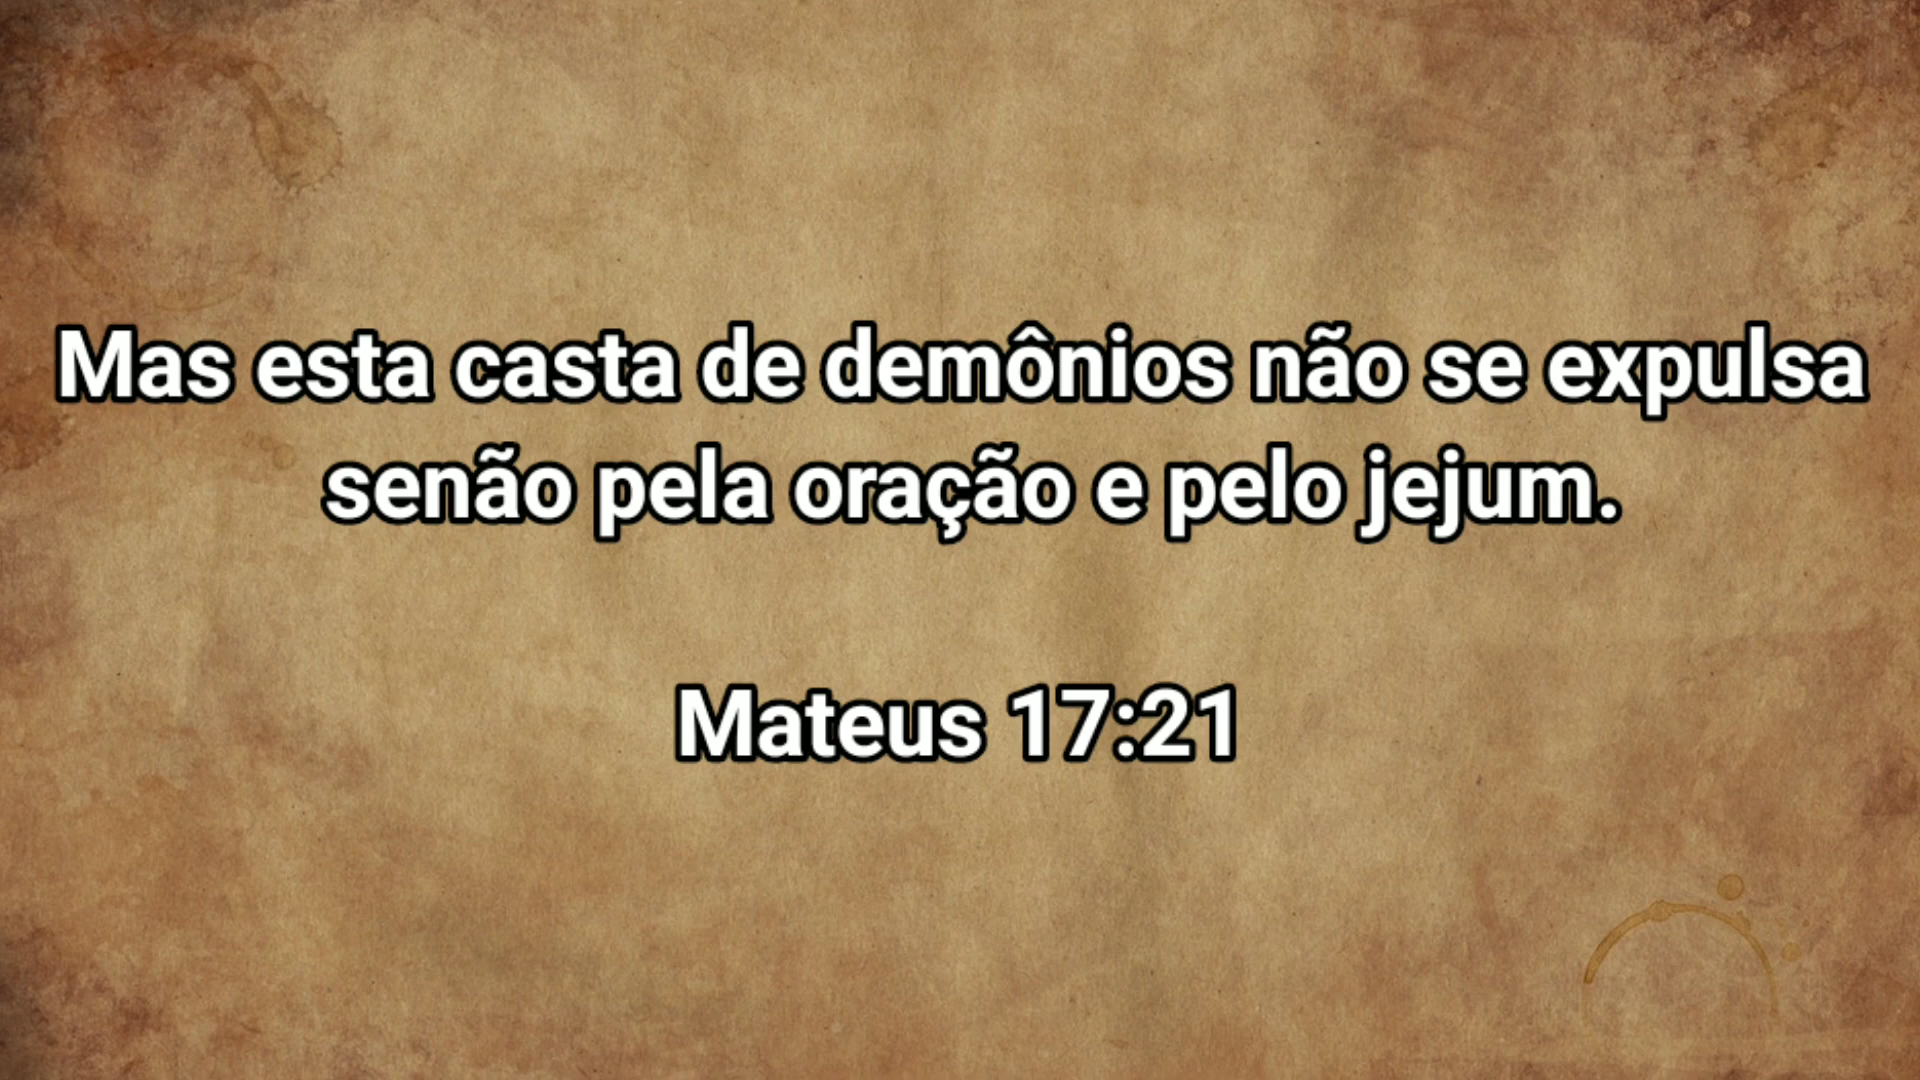 Mas esta casta de demônios não se expulsa
senão pela oração e pelo jejum.
Mateus 17:21